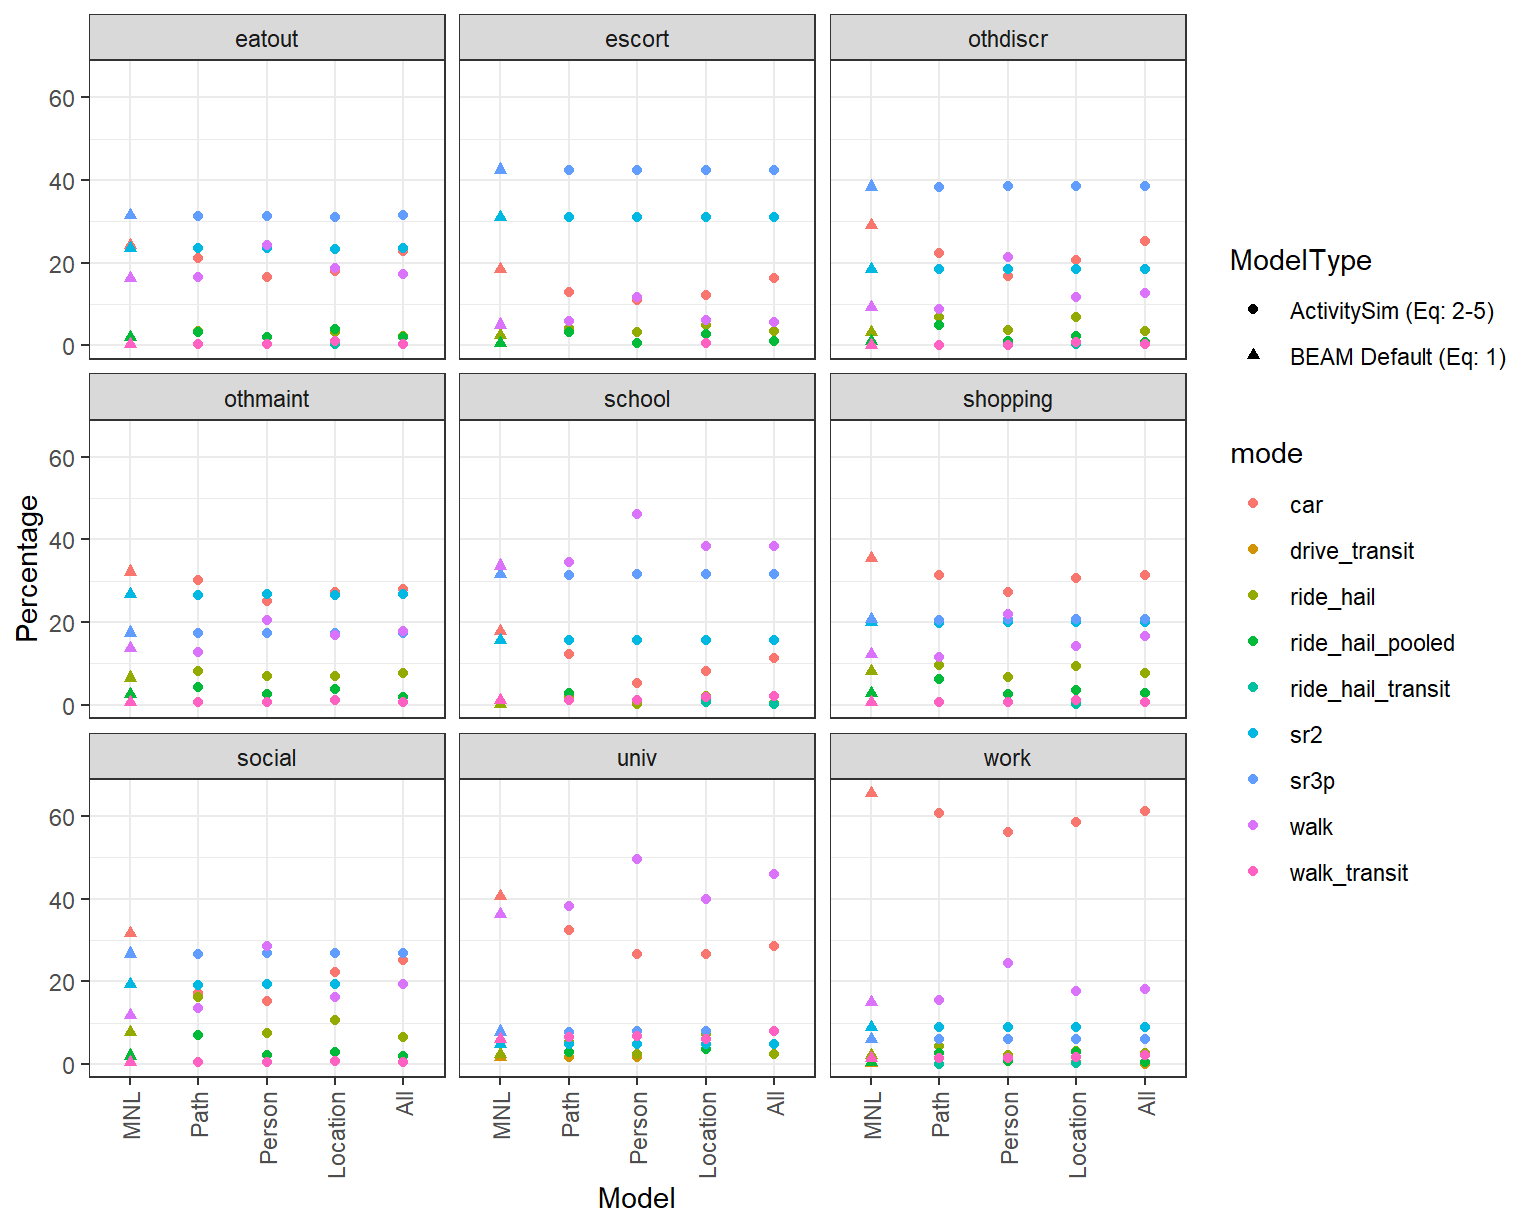 eatout
escort
othdiscr
60
40
20
0
othmaint
school
shopping
60
40
20
0
social
univ
work
60
40
20
0
MNL
Path
Person
Location
All
MNL
Path
Person
Location
All
MNL
Path
Person
Location
All
Model
Percentage
ModelType
ActivitySim (Eq: 2-5)
BEAM Default (Eq: 1)
mode
car
drive_transit
ride_hail
ride_hail_pooled
ride_hail_transit
sr2
sr3p
walk
walk_transit